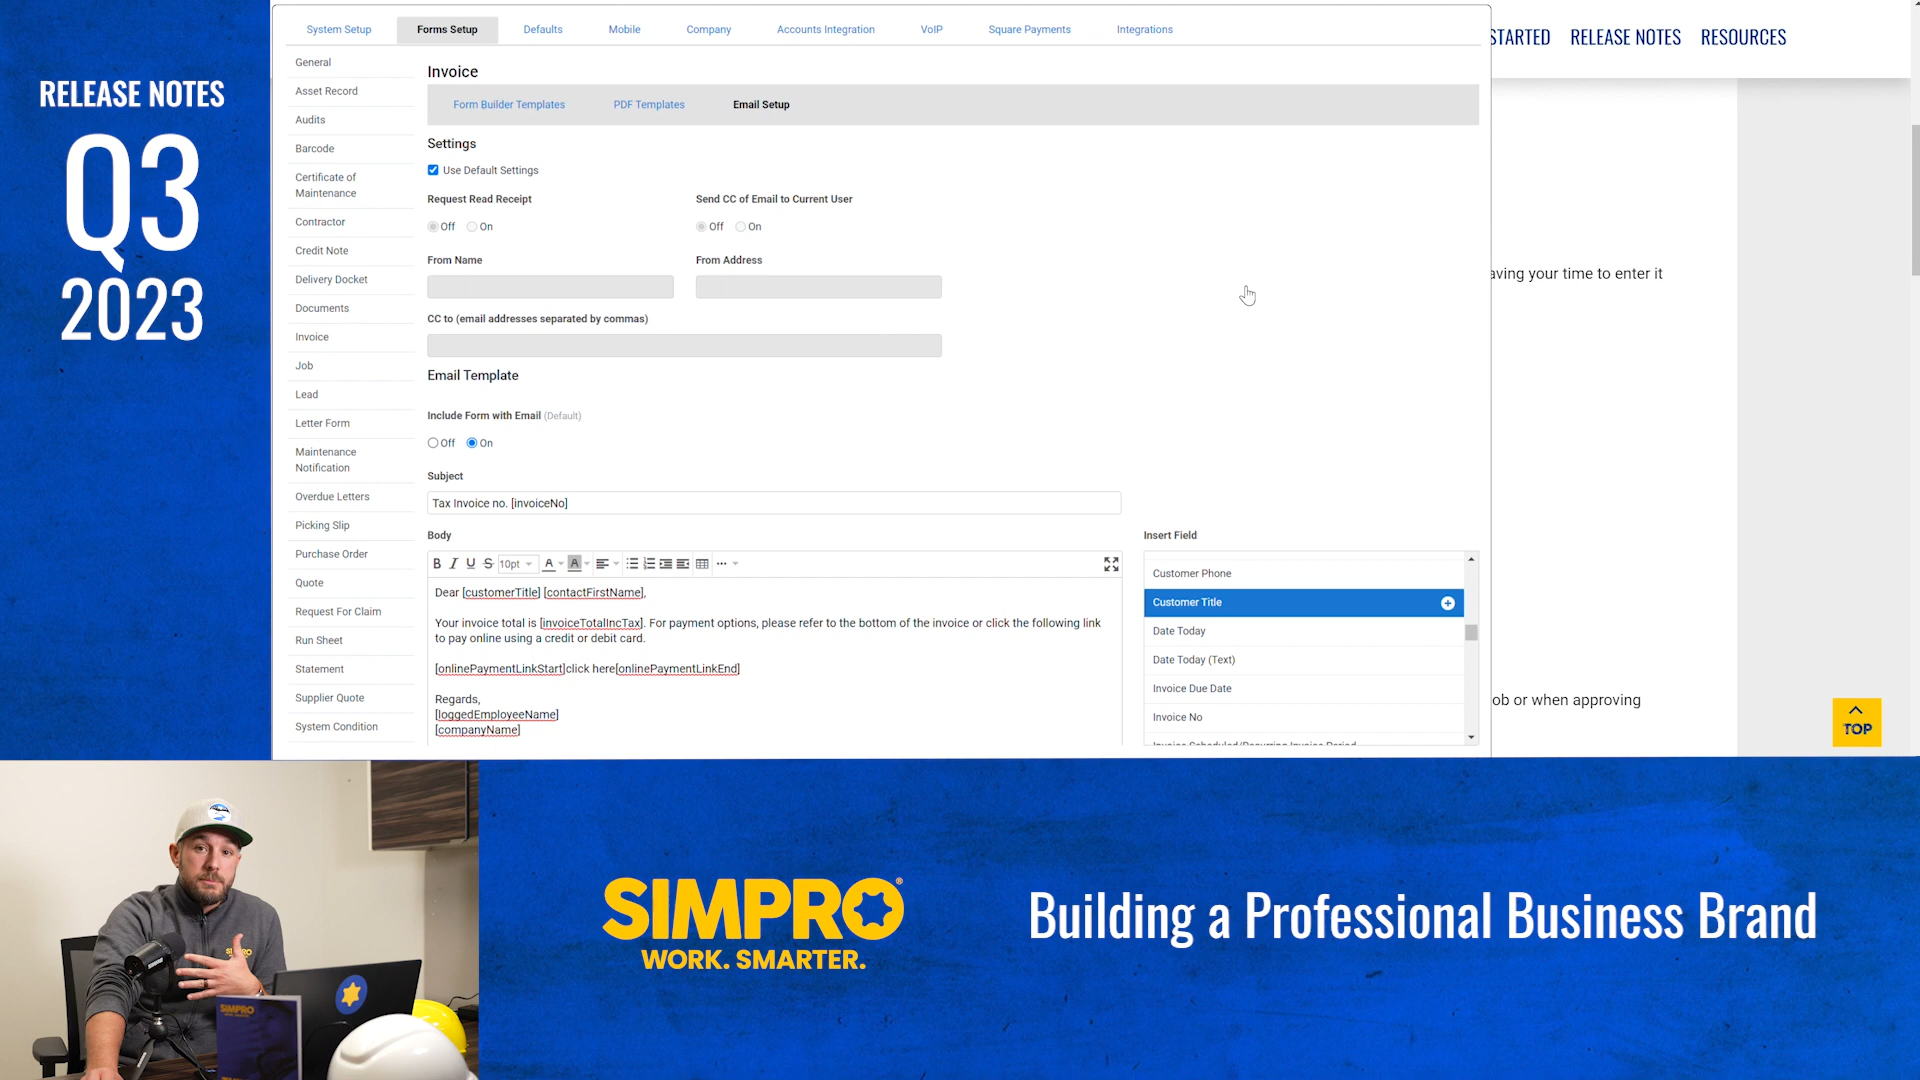 RELEASE NOTES
Q3
2023
System Setup
Forms Setup
Defaults
Mobile
Company
Accounts Integration
VoIP
Square Payments
Integrations
STARTED
RELEASE NOTES
RESOURCES
General
Asset Record
Audits
Barcode
Certificate of
Maintenance
Contractor
Credit Note
Delivery Docket
Documents
Invoice
Job
Lead
Letter Form
Maintenance
Notification
Overdue Letters
Picking Slip
Purchase Order
Quote
Request For Claim
Run Sheet
Statement
Supplier Quote
System Condition
Invoice
Form Builder Templates
PDF Templates
Email Setup
Settings
Use Default Settings
Request Read Receipt
Send CC of Email to Current User
Off On
Off On
From Name
From Address
CC to (email addresses separated by commas)
Email Template
Include Form with Email (Default)
Off On
Subject
Tax Invoice no. [invoiceNo]
Body
B I U S 10pt A A
Dear [customerTitle] [contactFirstName],
Your invoice total is [invoiceTotalIncTax]. For payment options, please refer to the bottom of the invoice or click the following link
to pay online using a credit or debit card.
[onlinePaymentLinkStart]click here[onlinePaymentLinkEnd]
Regards,
[loggedEmployeeName]
[companyName]
Insert Field
Customer Phone
Customer Title
Date Today
Date Today (Text)
Invoice Due Date
Invoice No
Invoice Scheduled/Recurring Invoice Period
aving your time to enter it
ob or when approving
TOP
SIMPRO®
WORK. SMARTER.
Building a Professional Business Brand
SIMPRO
SIMPRO